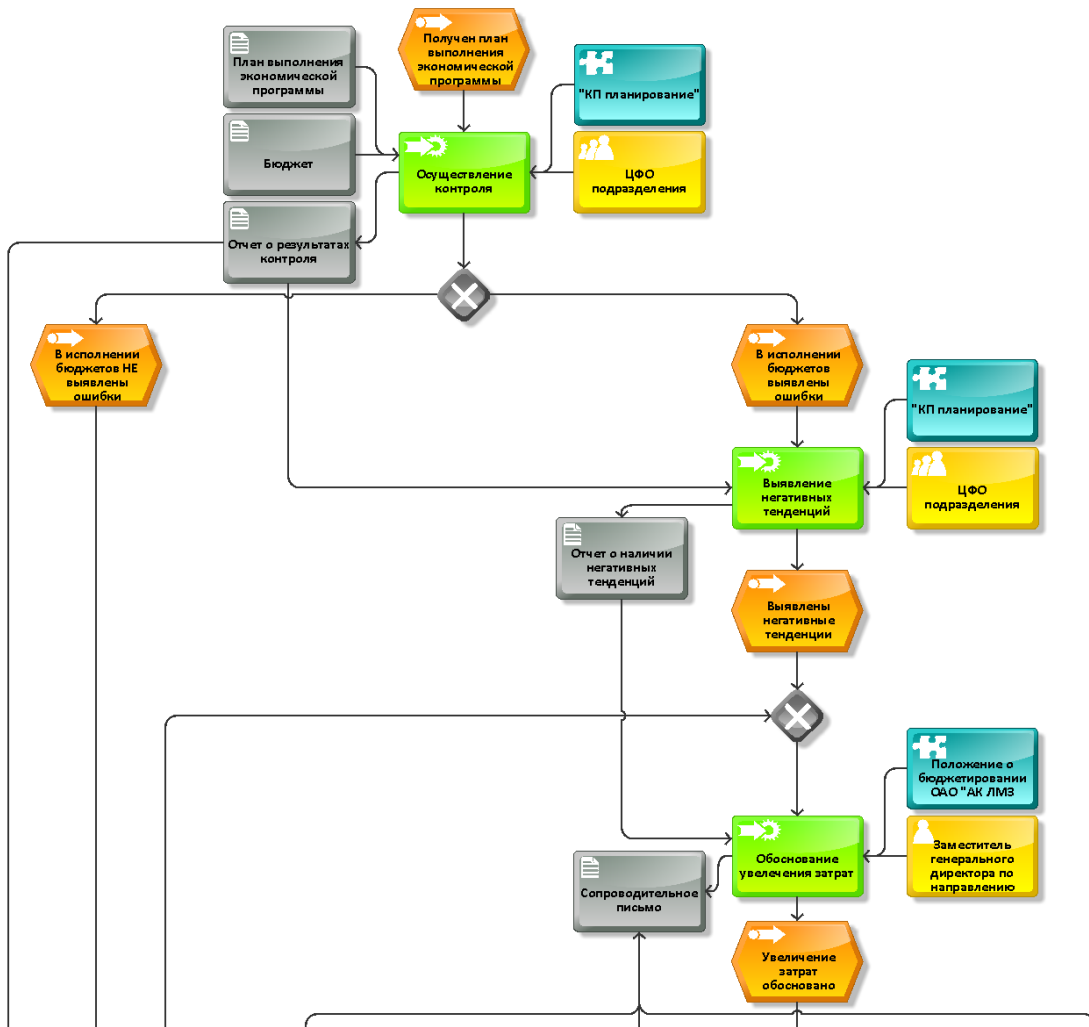 Получен план
выполнения
экономической
программы
План выполнения
экономической
программы
"КП планирование"
Бюджет
Осуществление
контроля
ЦФО
подразделения
Отчет о результатах
контроля
В исполнении
бюджетов НЕ
выявлены
ошибки
В исполнении
бюджетов
выявлены
ошибки
"КП планирование"
Выявление
негативных
тенденций
ЦФО
подразделения
Отчет о наличии
негативных
тенденций
Выявлены
негативные
тенденции
Положение о
бюджетировании
ОАО "АК ЛМЗ
Обоснование
увелечения затрат
Заместитель
генерального
директора по
направлению
Сопроводительное
письмо
Увеличение
затрат
обосновано